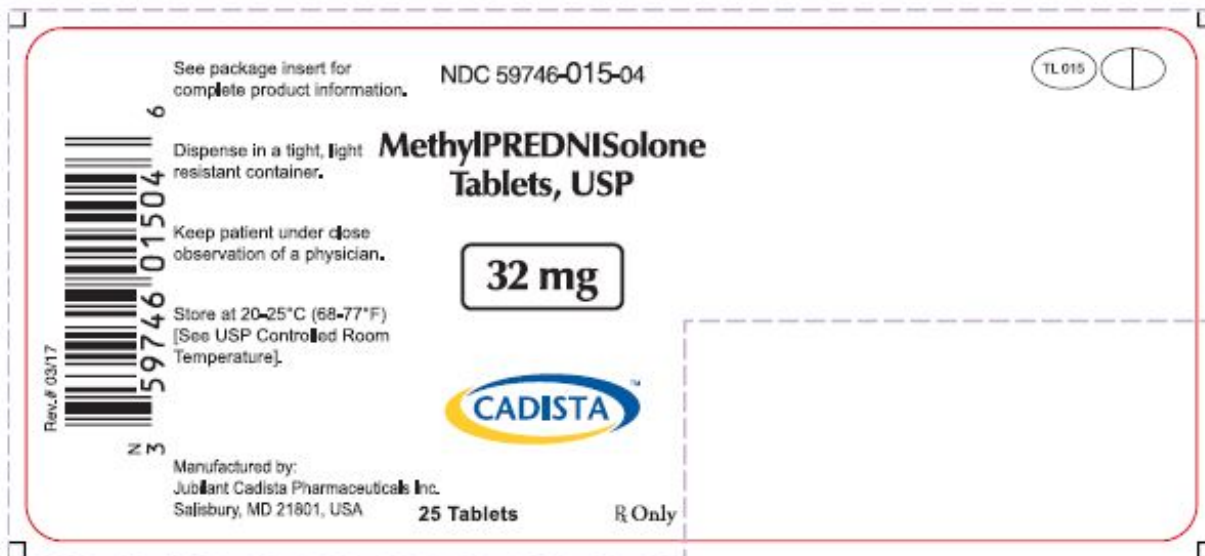 See package insert for
complete product information.
Dispense in a tight, light
resistant container.
Keep patient under close
observation of a physician.
Store at 20-25°C (68-77°F)
[See USP Controlled Room
Temperature].
Manufactured by:
Jubilant Cadista Pharmaceuticals Inc.
Salisbury, MD 21801, USA
Rev.# 03/17
N
3 59746 01504 6
NDC 59746-015-04
MethylPREDNISolone
Tablets, USP
32 mg
CADISTA™
25 Tablets
℞ Only
TL 015